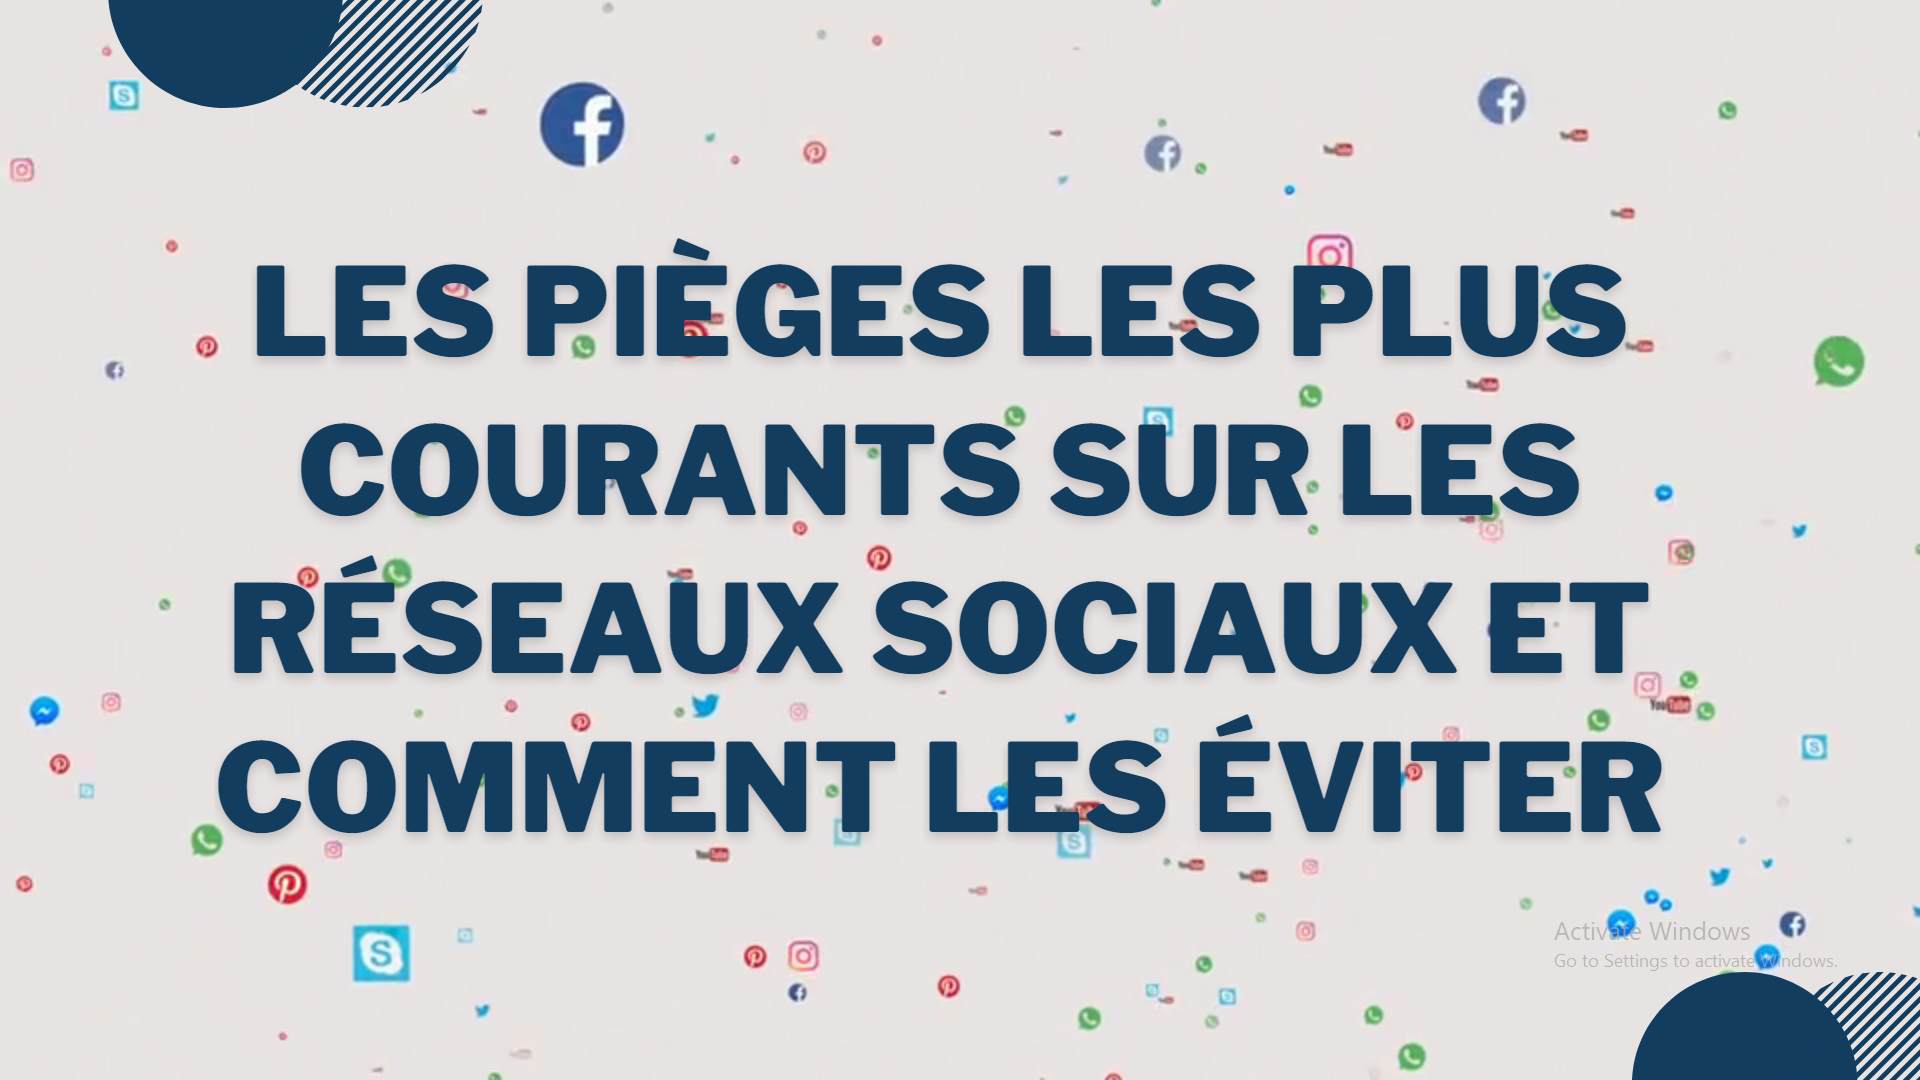 LES PIÈGES LES PLUS
COURANTS SUR LES
RÉSEAUX SOCIAUX ET
COMMENT LES ÉVITER
Activate Windows
Go to Settings to activate Windows.